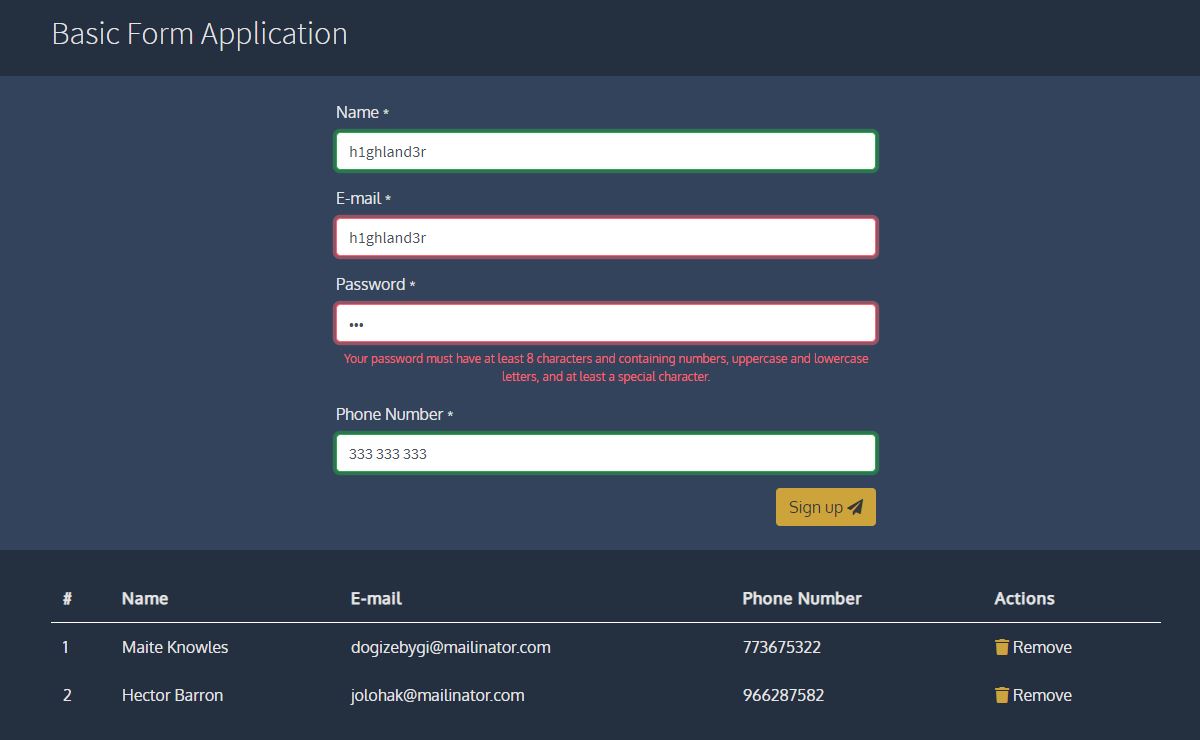 Basic Form Application
Name *
h1ghland3r
E-mail *
h1ghland3r
Password *
•••
Your password must have at least 8 characters and containing numbers, uppercase and lowercase
letters, and at least a special character.
Phone Number *
333 333 333
Sign up
# Name E-mail Phone Number Actions
1 Maite Knowles dogizebygi@mailinator.com 773675322 Remove
2 Hector Barron jolohak@mailinator.com 966287582 Remove